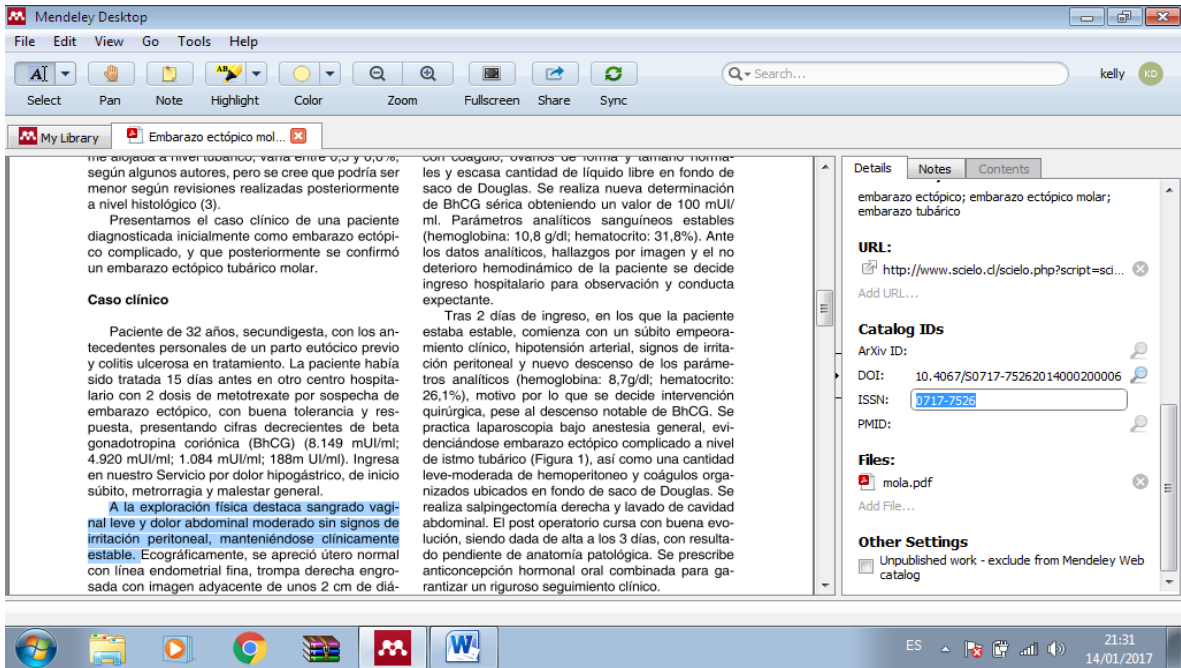 Mendeley Desktop
File Edit View Go Tools Help
Search...
kelly KD
Select Pan Note Highlight Color Zoom Fullscreen Share Sync
My Library
Embarazo ectópico mol...
me alojada a nivel tubárico, varía entre 0,5 y 0,6%,
según algunos autores, pero se cree que podría ser
menor según revisiones realizadas posteriormente
a nivel histológico (3).
Presentamos el caso clínico de una paciente
diagnosticada inicialmente como embarazo ectópi-
co complicado, y que posteriormente se confirmó
un embarazo ectópico tubárico molar.
Caso clínico
Paciente de 32 años, secundigesta, con los an-
tecedentes personales de un parto eutócico previo
y colitis ulcerosa en tratamiento. La paciente había
sido tratada 15 días antes en otro centro hospita-
lario con 2 dosis de metotrexate por sospecha de
embarazo ectópico, con buena tolerancia y res-
puesta, presentando cifras decrecientes de beta
gonadotropina coriónica (BhCG) (8.149 mUI/ml;
4.920 mUI/ml; 1.084 mUI/ml; 188m UI/ml). Ingresa
en nuestro Servicio por dolor hipogástrico, de inicio
súbito, metrorragia y malestar general.
A la exploración física destaca sangrado vagi-
nal leve y dolor abdominal moderado sin signos de
irritación peritoneal, manteniéndose clínicamente
estable. Ecográficamente, se apreció útero normal
con línea endometrial fina, trompa derecha engro-
sada con imagen adyacente de unos 2 cm de diá-
con coágulo, ovarios de forma y tamaño norma-
les y escasa cantidad de líquido libre en fondo de
saco de Douglas. Se realiza nueva determinación
de BhCG sérica obteniendo un valor de 100 mUI/
ml. Parámetros analíticos sanguíneos estables
(hemoglobina: 10,8 g/dl; hematocrito: 31,8%). Ante
los datos analíticos, hallazgos por imagen y el no
deterioro hemodinámico de la paciente se decide
ingreso hospitalario para observación y conducta
expectante.
Tras 2 días de ingreso, en los que la paciente
estaba estable, comienza con un súbito empeora-
miento clínico, hipotensión arterial, signos de irrita-
ción peritoneal y nuevo descenso de los paráme-
tros analíticos (hemoglobina: 8,7g/dl; hematocrito:
26,1%), motivo por lo que se decide intervención
quirúrgica, pese al descenso notable de BhCG. Se
practica laparoscopia bajo anestesia general, evi-
denciándose embarazo ectópico complicado a nivel
de istmo tubárico (Figura 1), así como una cantidad
leve-moderada de hemoperitoneo y coágulos orga-
nizados ubicados en fondo de saco de Douglas. Se
realiza salpingectomía derecha y lavado de cavidad
abdominal. El post operatorio cursa con buena evo-
lución, siendo dada de alta a los 3 días, con resulta-
do pendiente de anatomía patológica. Se prescribe
anticoncepción hormonal oral combinada para ga-
rantizar un riguroso seguimiento clínico.
Details Notes Contents
embarazo ectópico; embarazo ectópico molar;
embarazo tubárico
URL:
http://www.scielo.cl/scielo.php?script=sci...
Add URL...
Catalog IDs
ArXiv ID:
DOI: 10.4067/S0717-75262014000200006
ISSN: 0717-7526
PMID:
Files:
mola.pdf
Add File...
Other Settings
Unpublished work - exclude from Mendeley Web
catalog
ES
21:31
14/01/2017